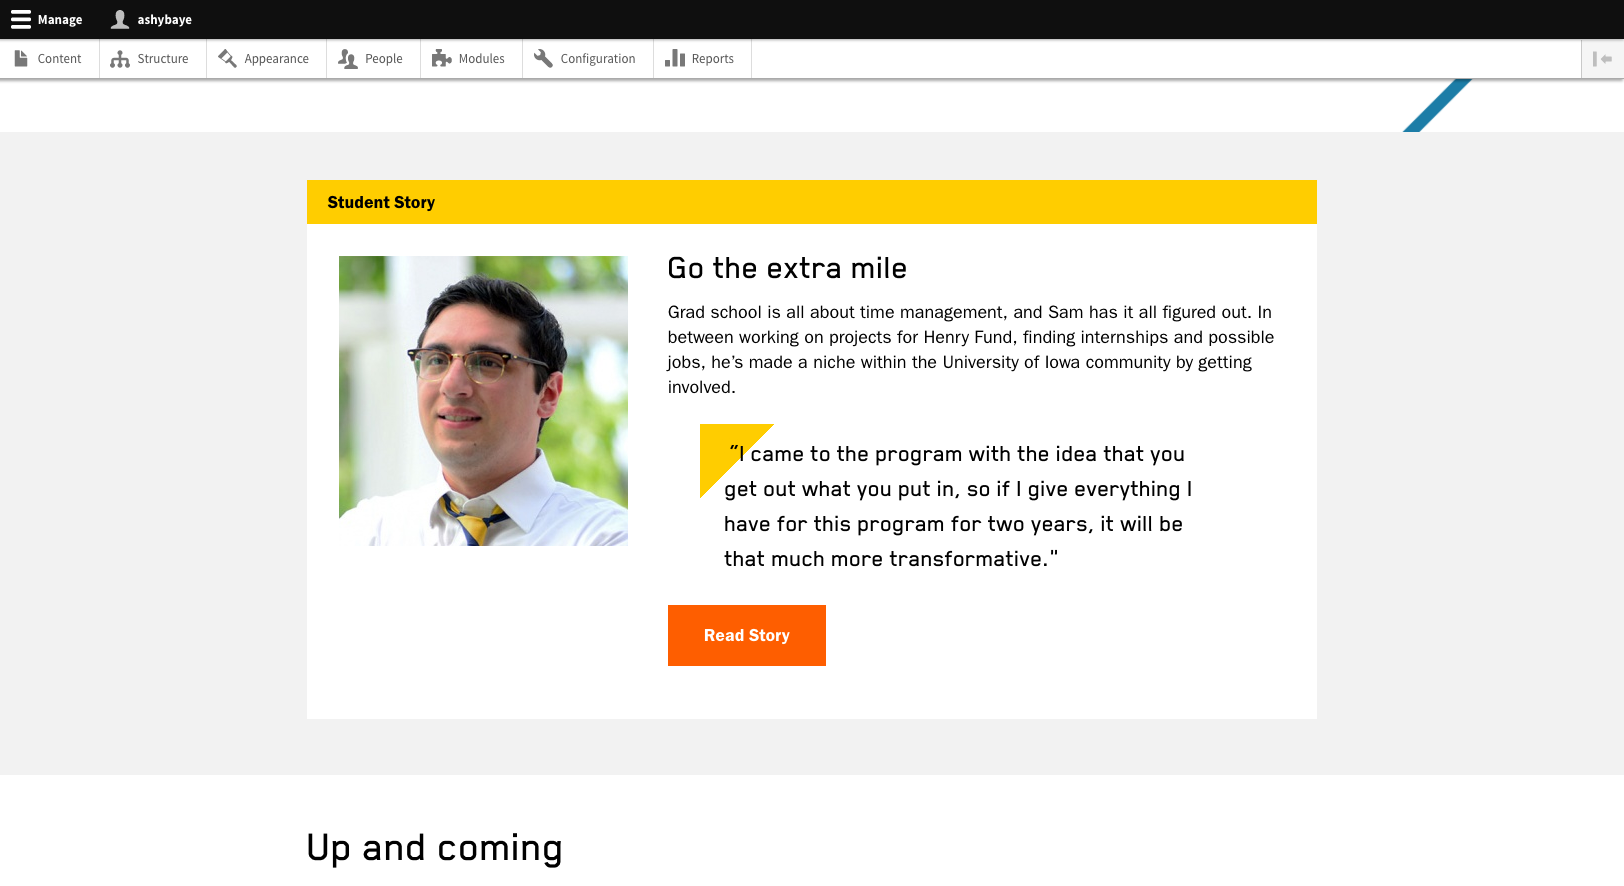 Manage
ashybaye
Content
Structure
Appearance
People
Modules
Configuration
Reports
Student Story
Go the extra mile
Grad school is all about time management, and Sam has it all figured out. In
between working on projects for Henry Fund, finding internships and possible
jobs, he’s made a niche within the University of Iowa community by getting
involved.
“I came to the program with the idea that you
get out what you put in, so if I give everything I
have for this program for two years, it will be
that much more transformative."
Read Story
Up and coming